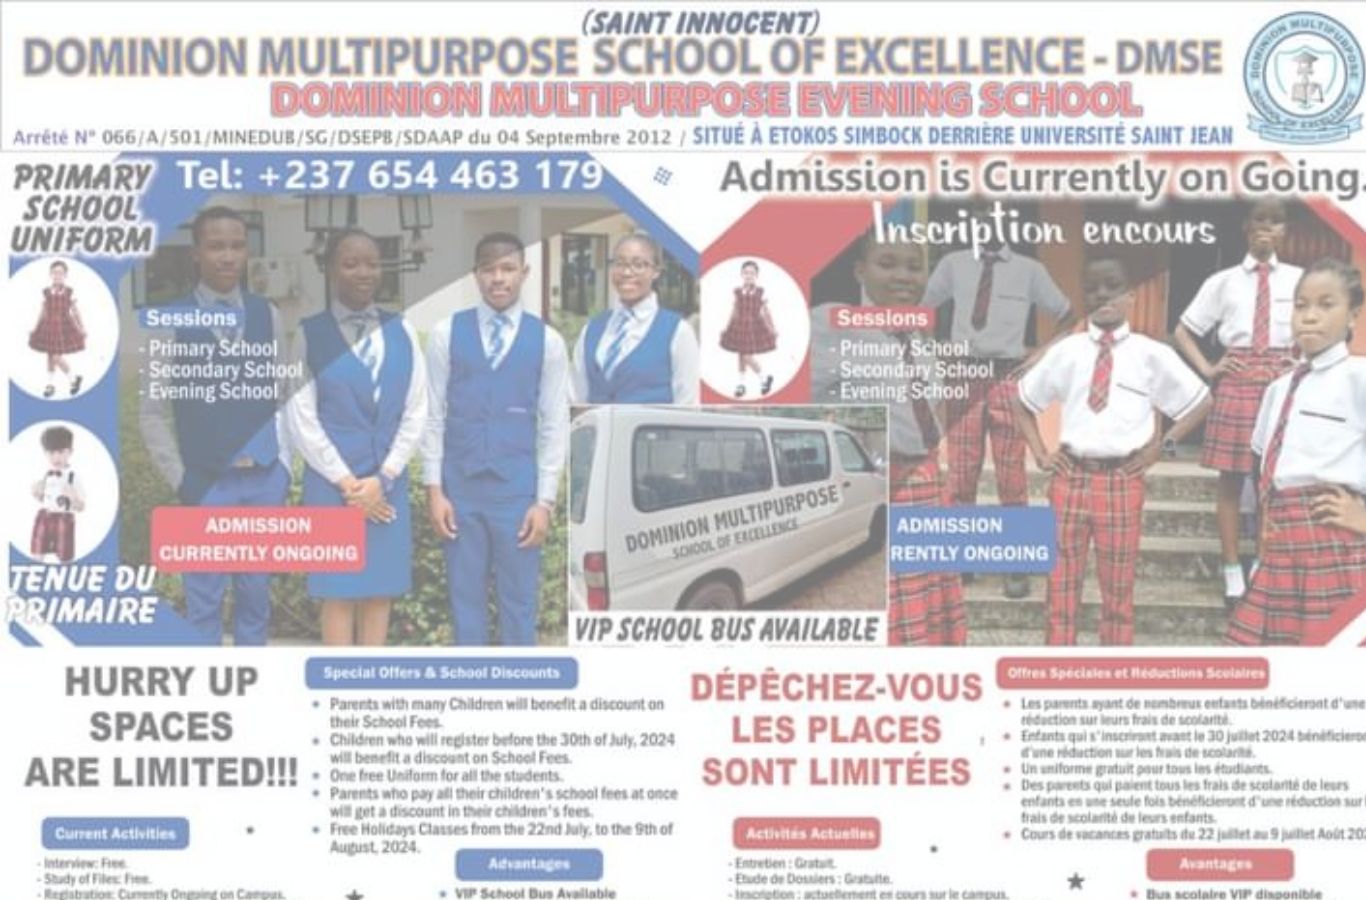 (SAINT INNOCENT)
DOMINION MULTIPURPOSE SCHOOL OF EXCELLENCE - DMSE
DOMINION MULTIPURPOSE EVENING SCHOOL
Arrêté N° 066/A/501/MINEDUB/SG/DSEPB/SDAAP du 04 Septembre 2012 / SITUÉ À ETOKOS SIMBOCK DERRIÈRE UNIVERSITÉ SAINT JEAN
DOMINION MULTIPURPOSE
SCHOOL OF EXCELLENCE
PRIMARY
SCHOOL
UNIFORM
Tel: +237 654 463 179
Sessions
- Primary School
- Secondary School
- Evening School
ADMISSION
CURRENTLY ONGOING
TENUE DU
PRIMAIRE
Admission is Currently on Going.
Inscription encours
Sessions
- Primary School
- Secondary School
- Evening School
ADMISSION
RENTLY ONGOING
DOMINION MULTIPURPOSE
SCHOOL OF EXCELLENCE
VIP SCHOOL BUS AVAILABLE
HURRY UP
SPACES
ARE LIMITED!!!
Special Offers & School Discounts
Parents with many Children will benefit a discount on
their School Fees.
Children who will register before the 30th of July, 2024
will benefit a discount on School Fees.
One free Uniform for all the students.
Parents who pay all their children's school fees at once
will get a discount in their children's fees.
Free Holidays Classes from the 22nd July, to the 9th of
August, 2024.
Current Activities
- Interview: Free.
- Study of Files: Free.
- Registration: Currently Ongoing on Campus.
Advantages
VIP School Bus Available
DÉPÊCHEZ-VOUS
LES PLACES
SONT LIMITÉES
Offres Spéciales et Réductions Scolaires
Les parents ayant de nombreux enfants bénéficieront d'une
réduction sur leurs frais de scolarité.
Enfants qui s'inscriront avant le 30 juillet 2024 bénéficieron
d'une réduction sur les frais de scolarité.
Un uniforme gratuit pour tous les étudiants.
Des parents qui paient tous les frais de scolarité de leurs
enfants en une seule fois bénéficieront d'une réduction sur
frais de scolarité de leurs enfants.
Cours de vacances gratuits du 22 juillet au 9 juillet Août 20
Activités Actuelles
- Entretien : Gratuit.
- Etude de Dossiers : Gratuite.
- Inscription : actuellement en cours sur le campus.
Avantages
Bus scolaire VIP disponible